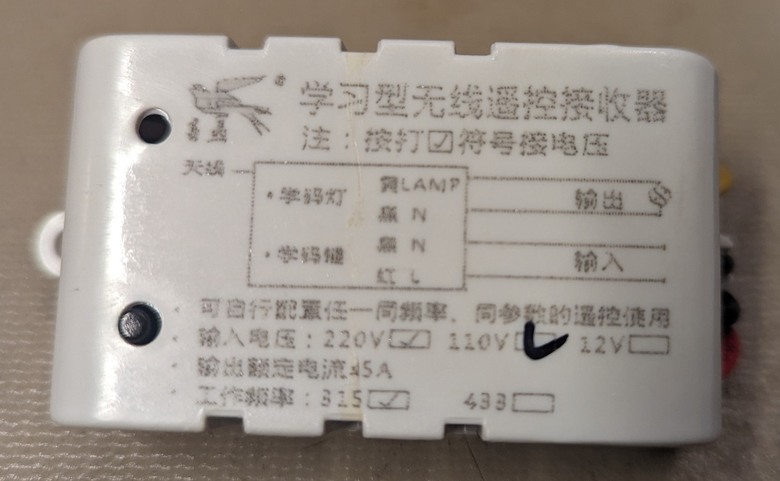 学习型无线遥控接收器
注：按打☑符号接电压
天线
学码灯
黄LAMP
输出
黑 N
学码键
黑 N
输入
红 L
· 可自行配置任一同频率、同参数的遥控使用
· 输入电压：220V☑ 110V☑ 12V□
· 输出额定电流≤5A
· 工作频率：315☑ 433□